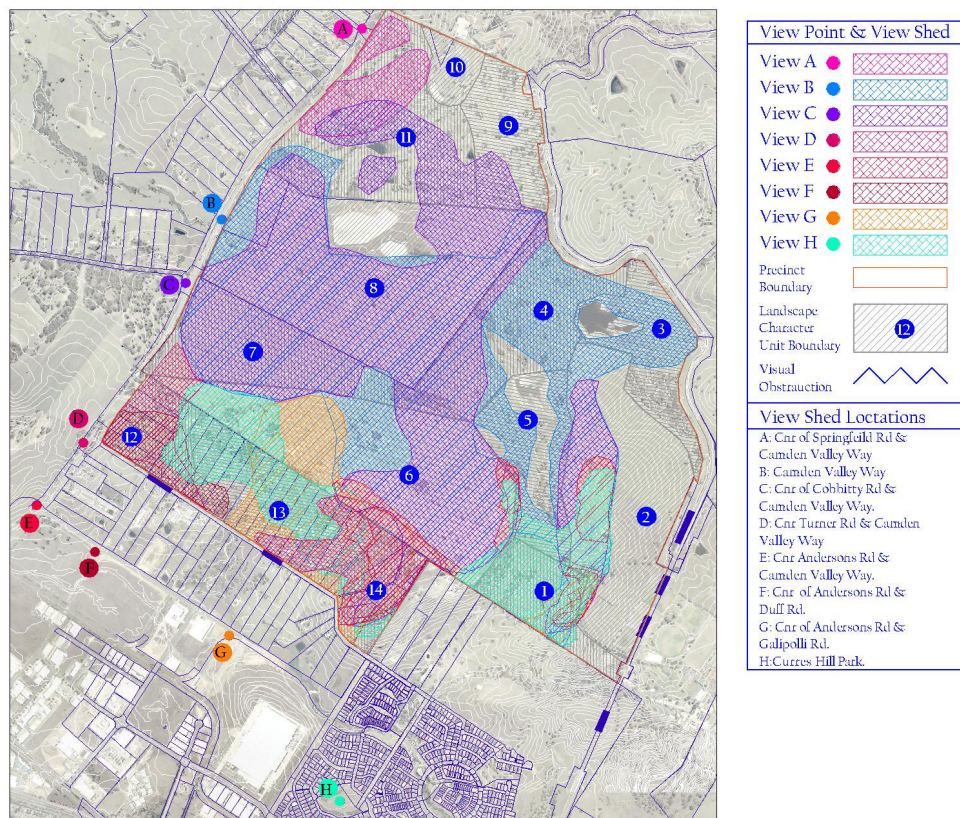 A
10
9
11
B
C
8
4
3
7
5
D
12
6
13
2
E
F
14
1
G
H
View Point & View Shed
View A
View B
View C
View D
View E
View F
View G
View H
Precinct
Boundary
Landscape
Character
Unit Boundary
12
Visual
Obstrauction
View Shed Loctations
A: Cnr of Springfeild Rd &
Camden Valley Way
B: Camden Valley Way
C: Cnr of Cobbitty Rd &
Camden Valley Way.
D: Cnr Turner Rd & Camden
Valley Way
E: Cnr Andersons Rd &
Camden Valley Way.
F: Cnr of Andersons Rd &
Duff Rd.
G: Cnr of Andersons Rd &
Galipolli Rd.
H:Curres Hill Park.